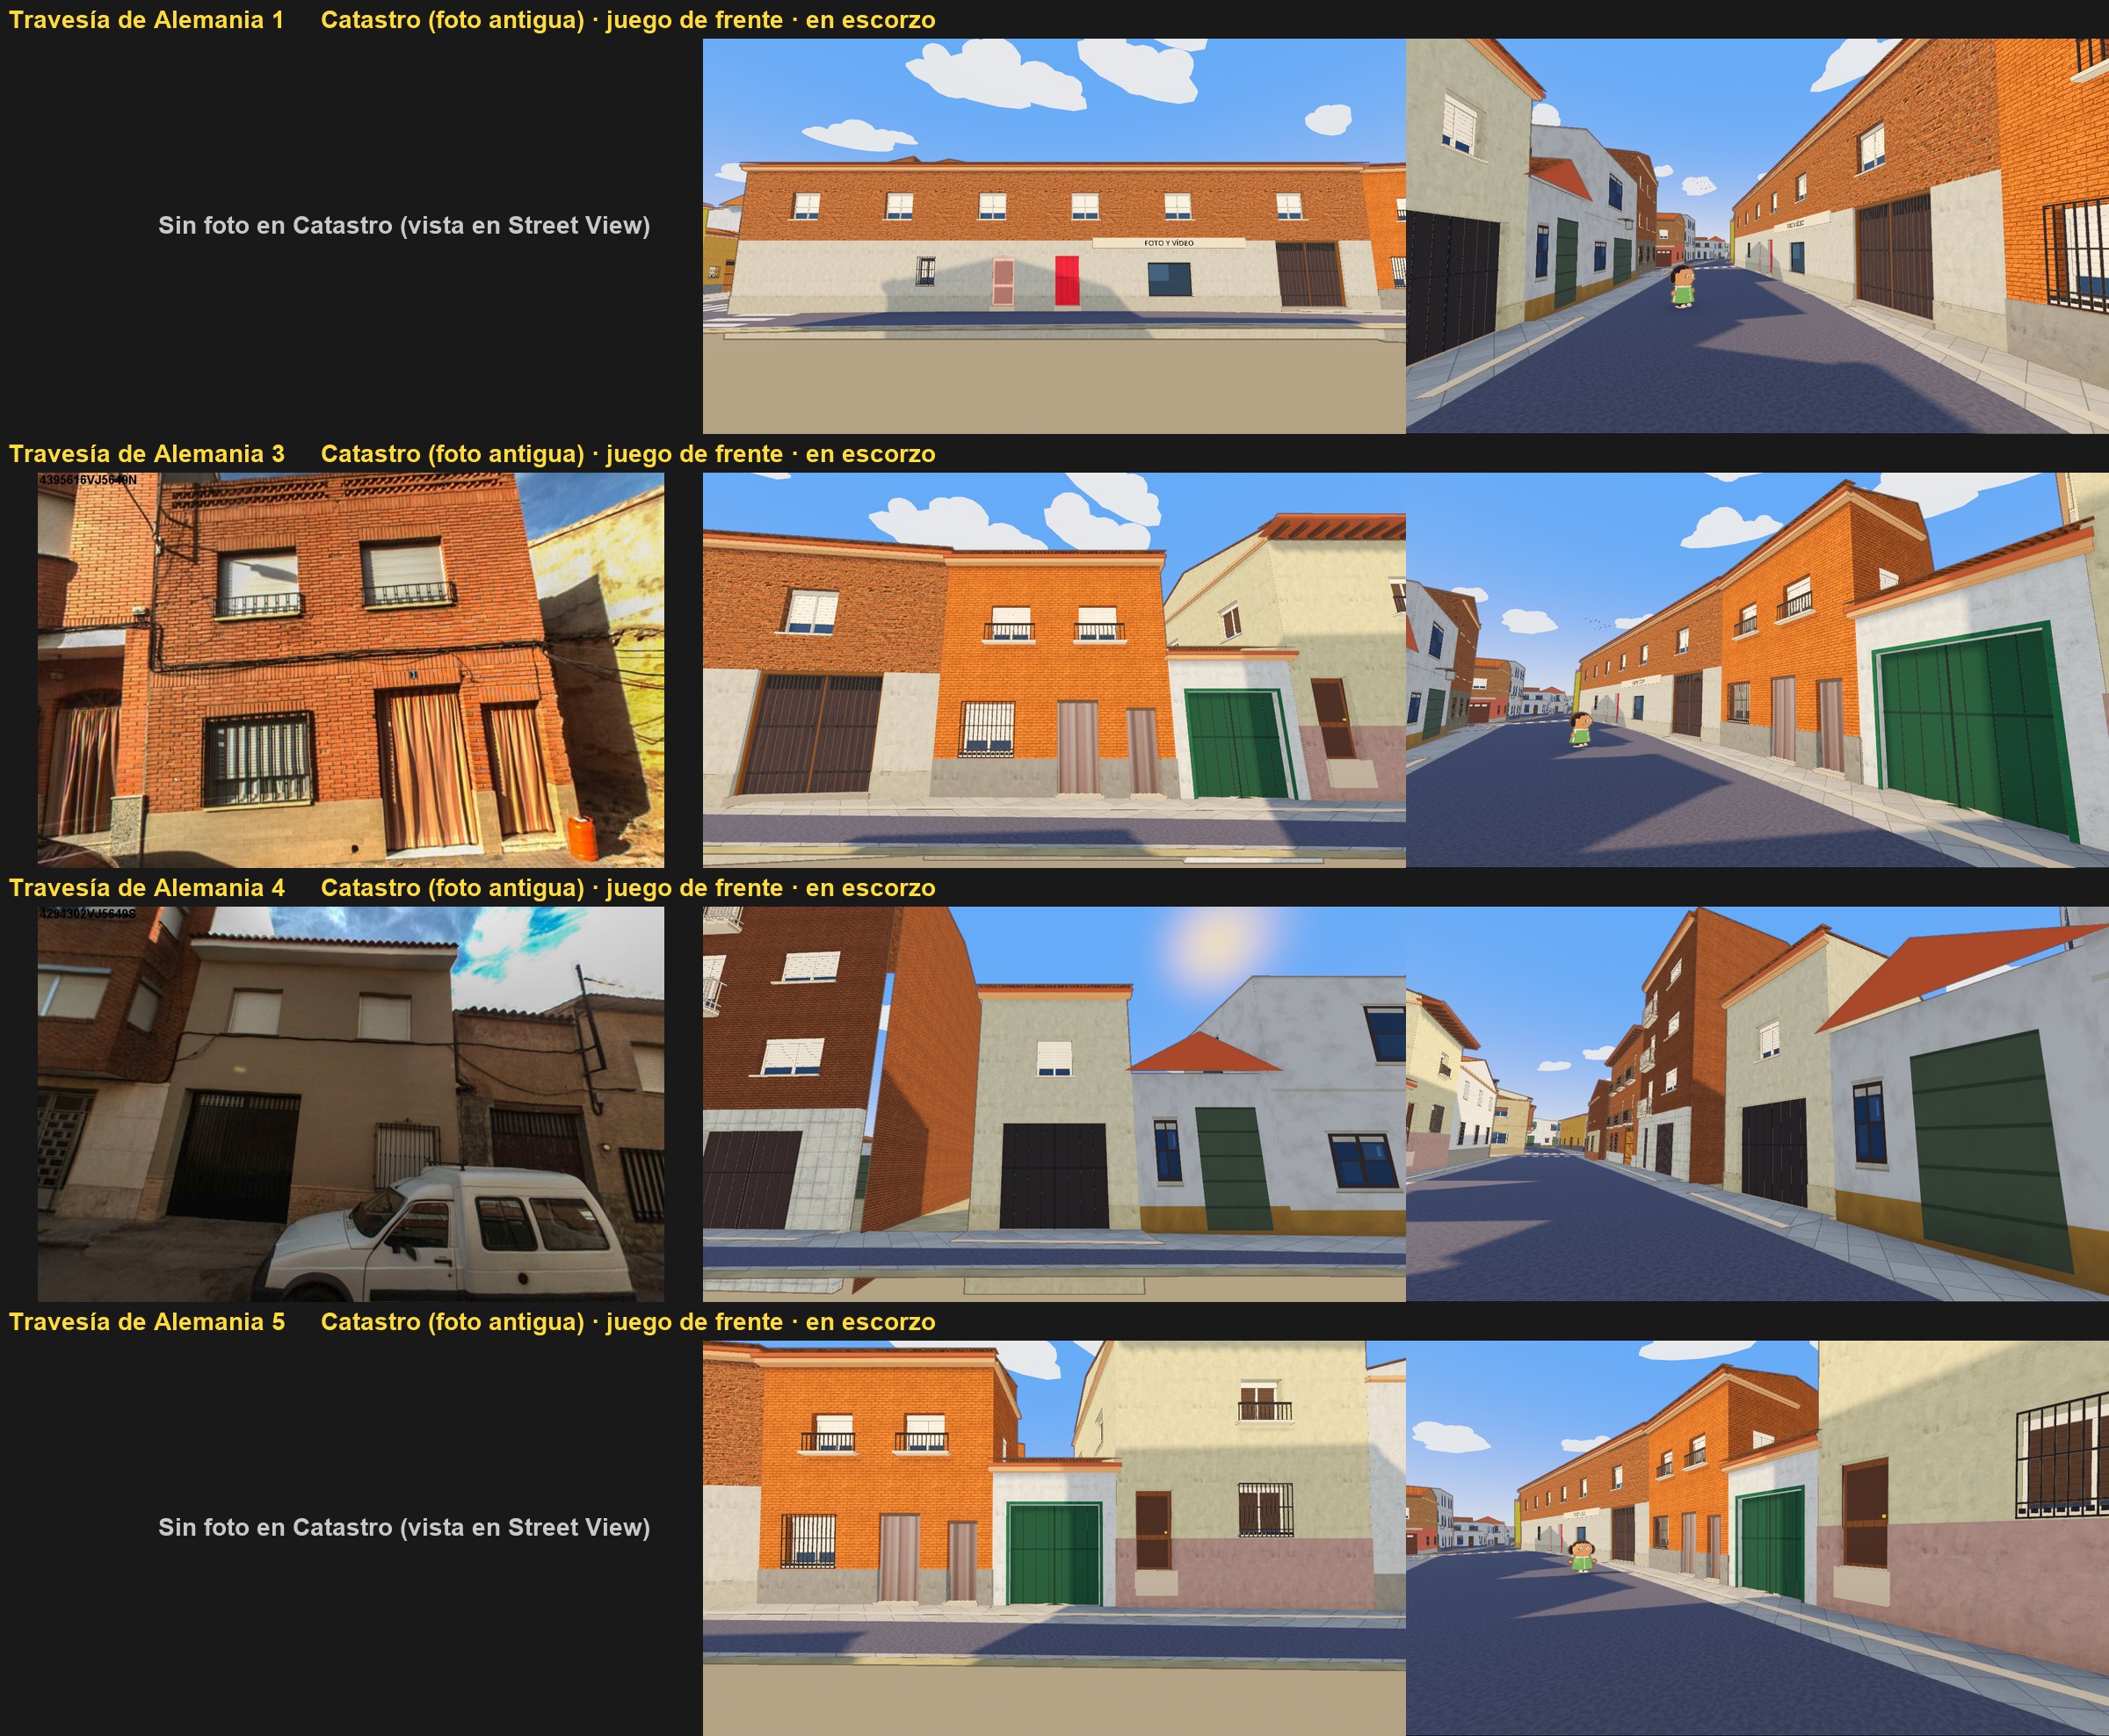 Travesía de Alemania 1 Catastro (foto antigua) · juego de frente · en escorzo
Sin foto en Catastro (vista en Street View)
FOTO Y VÍDEO
Travesía de Alemania 3 Catastro (foto antigua) · juego de frente · en escorzo
4395616VJ5649N
Travesía de Alemania 4 Catastro (foto antigua) · juego de frente · en escorzo
4294302VJ5649S
Travesía de Alemania 5 Catastro (foto antigua) · juego de frente · en escorzo
Sin foto en Catastro (vista en Street View)